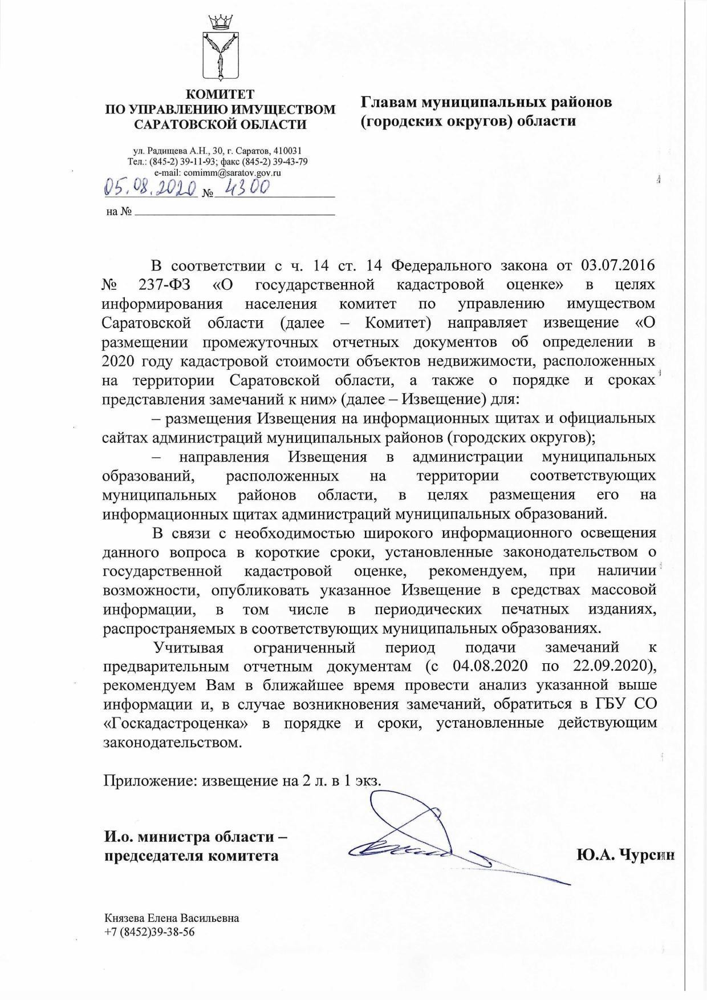 КОМИТЕТ
ПО УПРАВЛЕНИЮ ИМУЩЕСТВОМ
САРАТОВСКОЙ ОБЛАСТИ
ул. Радищева А.Н., 30, г. Саратов, 410031
Тел.: (845-2) 39-11-93; факс (845-2) 39-43-79
e-mail: comimm@saratov.gov.ru
05.08.2020 № 4300
на №
Главам муниципальных районов
(городских округов) области
В соответствии с ч. 14 ст. 14 Федерального закона от 03.07.2016
№ 237-ФЗ «О государственной кадастровой оценке» в целях
информирования населения комитет по управлению имуществом
Саратовской области (далее – Комитет) направляет извещение «О
размещении промежуточных отчетных документов об определении в
2020 году кадастровой стоимости объектов недвижимости, расположенных
на территории Саратовской области, а также о порядке и сроках
представления замечаний к ним» (далее – Извещение) для:
– размещения Извещения на информационных щитах и официальных
сайтах администраций муниципальных районов (городских округов);
– направления Извещения в администрации муниципальных
образований, расположенных на территории соответствующих
муниципальных районов области, в целях размещения его на
информационных щитах администраций муниципальных образований.
В связи с необходимостью широкого информационного освещения
данного вопроса в короткие сроки, установленные законодательством о
государственной кадастровой оценке, рекомендуем, при наличии
возможности, опубликовать указанное Извещение в средствах массовой
информации, в том числе в периодических печатных изданиях,
распространяемых в соответствующих муниципальных образованиях.
Учитывая ограниченный период подачи замечаний к
предварительным отчетным документам (с 04.08.2020 по 22.09.2020),
рекомендуем Вам в ближайшее время провести анализ указанной выше
информации и, в случае возникновения замечаний, обратиться в ГБУ СО
«Госкадастроценка» в порядке и сроки, установленные действующим
законодательством.
Приложение: извещение на 2 л. в 1 экз.
И.о. министра области –
председателя комитета
Ю.А. Чурсин
Князева Елена Васильевна
+7 (8452)39-38-56